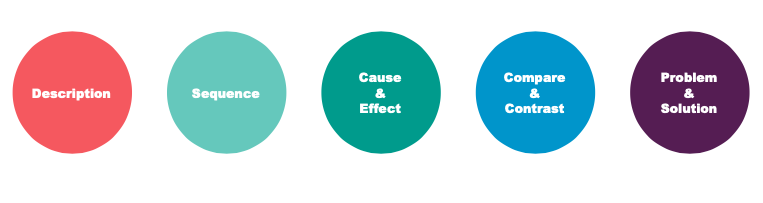 Description
Sequence
Cause
&
Effect
Compare
&
Contrast
Problem
&
Solution